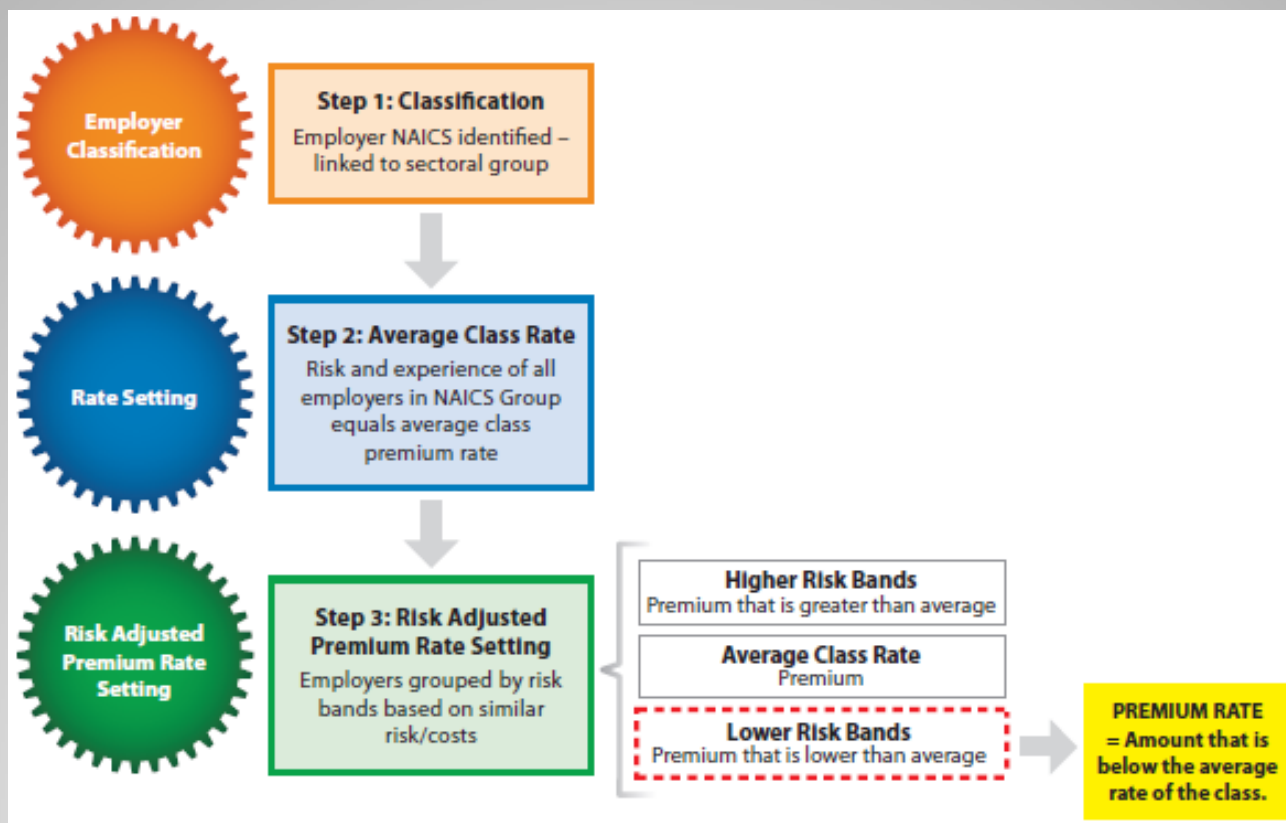 Employer
Classification
Step 1: Classification
Employer NAICS identified –
linked to sectoral group
Rate Setting
Step 2: Average Class Rate
Risk and experience of all
employers in NAICS Group
equals average class
premium rate
Risk Adjusted
Premium Rate
Setting
Step 3: Risk Adjusted
Premium Rate Setting
Employers grouped by risk
bands based on similar
risk/costs
Higher Risk Bands
Premium that is greater than average
Average Class Rate
Premium
Lower Risk Bands
Premium that is lower than average
PREMIUM RATE
= Amount that is
below the average
rate of the class.